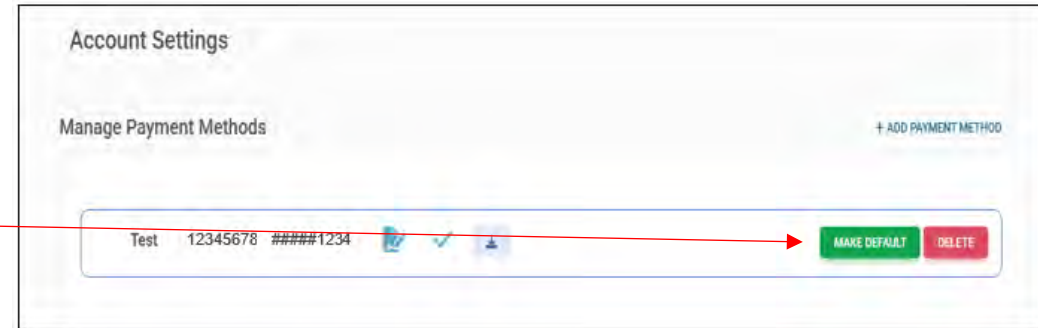 Account Settings
Manage Payment Methods
+ ADD PAYMENT METHOD
Test 12345678 #####1234
MAKE DEFAULT
DELETE